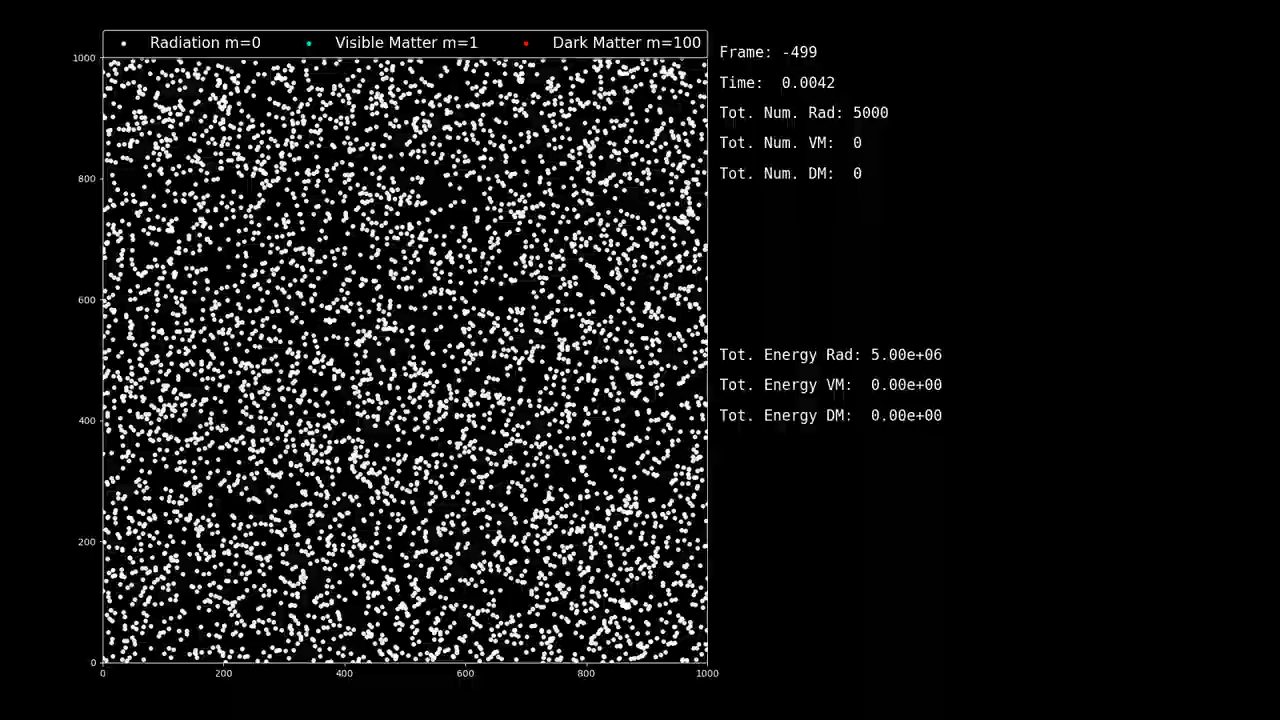 Radiation m=0 Visible Matter m=1 Dark Matter m=100
Frame: -499
Time: 0.0042
Tot. Num. Rad: 5000
Tot. Num. VM: 0
Tot. Num. DM: 0
Tot. Energy Rad: 5.00e+06
Tot. Energy VM: 0.00e+00
Tot. Energy DM: 0.00e+00
1000
800
600
400
200
0
0 200 400 600 800 1000